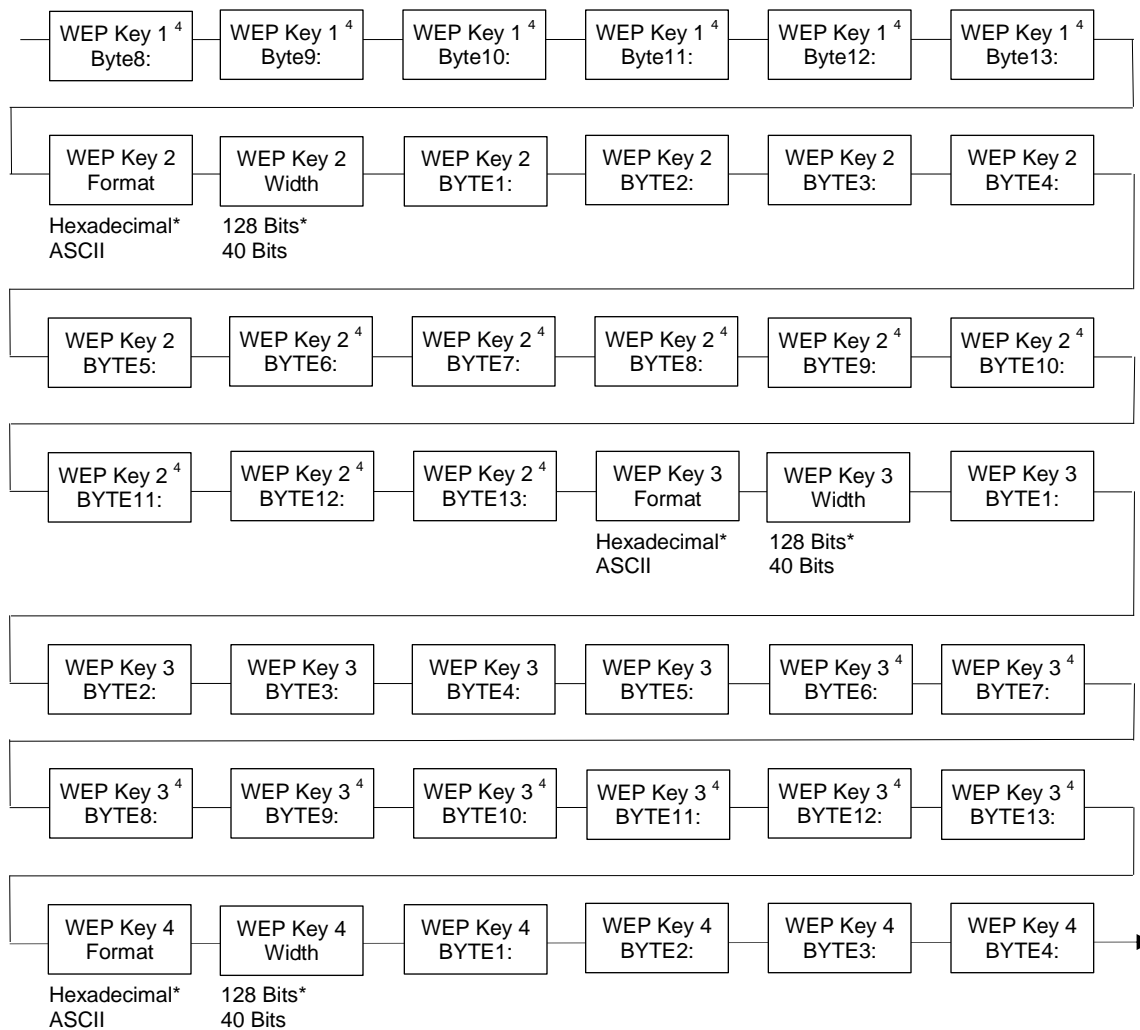 WEP Key 1 4
Byte8:
WEP Key 1 4
Byte9:
WEP Key 1 4
Byte10:
WEP Key 1 4
Byte11:
WEP Key 1 4
Byte12:
WEP Key 1 4
Byte13:
WEP Key 2
Format
Hexadecimal*
ASCII
WEP Key 2
Width
128 Bits*
40 Bits
WEP Key 2
BYTE1:
WEP Key 2
BYTE2:
WEP Key 2
BYTE3:
WEP Key 2
BYTE4:
WEP Key 2
BYTE5:
WEP Key 2 4
BYTE6:
WEP Key 2 4
BYTE7:
WEP Key 2 4
BYTE8:
WEP Key 2 4
BYTE9:
WEP Key 2 4
BYTE10:
WEP Key 2 4
BYTE11:
WEP Key 2 4
BYTE12:
WEP Key 2 4
BYTE13:
WEP Key 3
Format
Hexadecimal*
ASCII
WEP Key 3
Width
128 Bits*
40 Bits
WEP Key 3
BYTE1:
WEP Key 3
BYTE2:
WEP Key 3
BYTE3:
WEP Key 3
BYTE4:
WEP Key 3
BYTE5:
WEP Key 3 4
BYTE6:
WEP Key 3 4
BYTE7:
WEP Key 3 4
BYTE8:
WEP Key 3 4
BYTE9:
WEP Key 3 4
BYTE10:
WEP Key 3 4
BYTE11:
WEP Key 3 4
BYTE12:
WEP Key 3 4
BYTE13:
WEP Key 4
Format
Hexadecimal*
ASCII
WEP Key 4
Width
128 Bits*
40 Bits
WEP Key 4
BYTE1:
WEP Key 4
BYTE2:
WEP Key 4
BYTE3:
WEP Key 4
BYTE4: